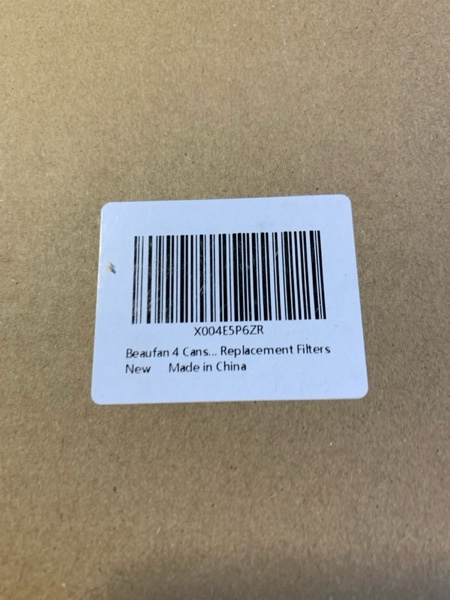 X004E5P6ZR
Beaufan 4 Cans... Replacement Filters
New Made in China